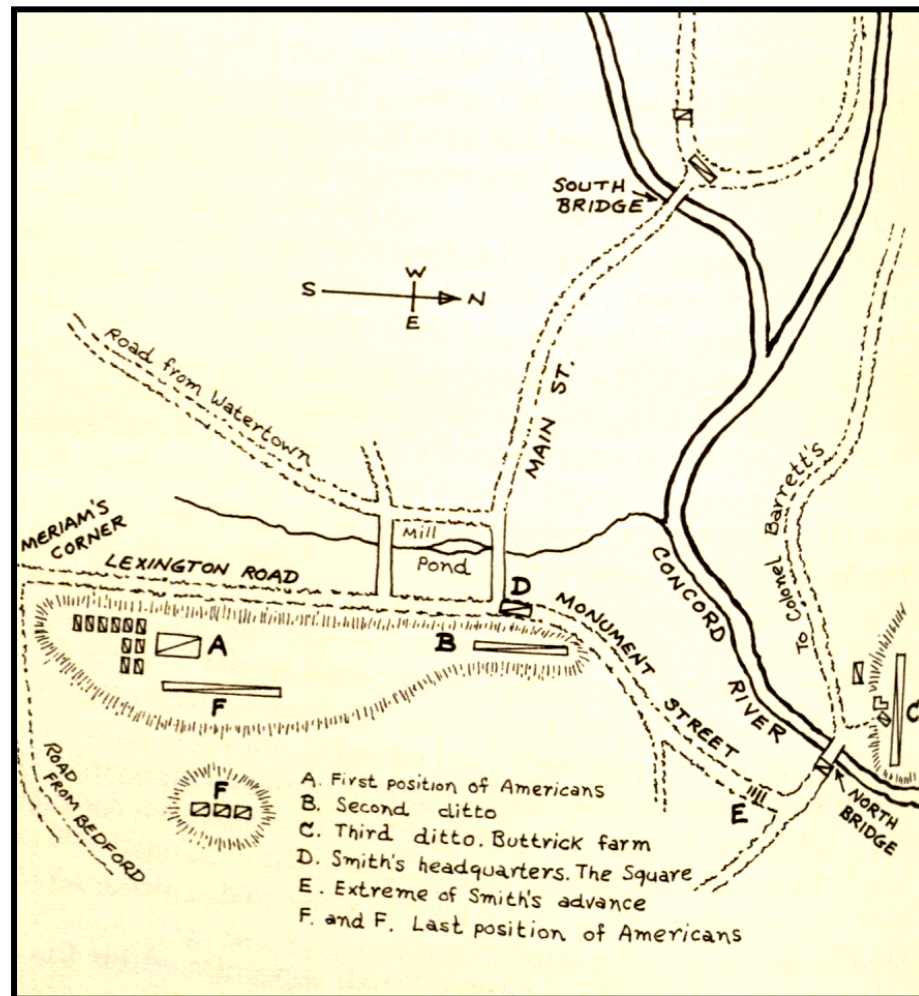 SOUTH
BRIDGE
W
S N
E
Road from Watertown
MAIN ST.
MERIAM'S
CORNER
LEXINGTON ROAD
Mill
Pond
D
MONUMENT
STREET
CONCORD
RIVER
To Colonel Barrett's
A
B
C
F
F
E
NORTH
BRIDGE
ROAD
FROM BEDFORD
A. First position of Americans
B. Second ditto
C. Third ditto. Buttrick farm
D. Smith's headquarters. The Square
E. Extreme of Smith's advance
F. and F. Last position of Americans